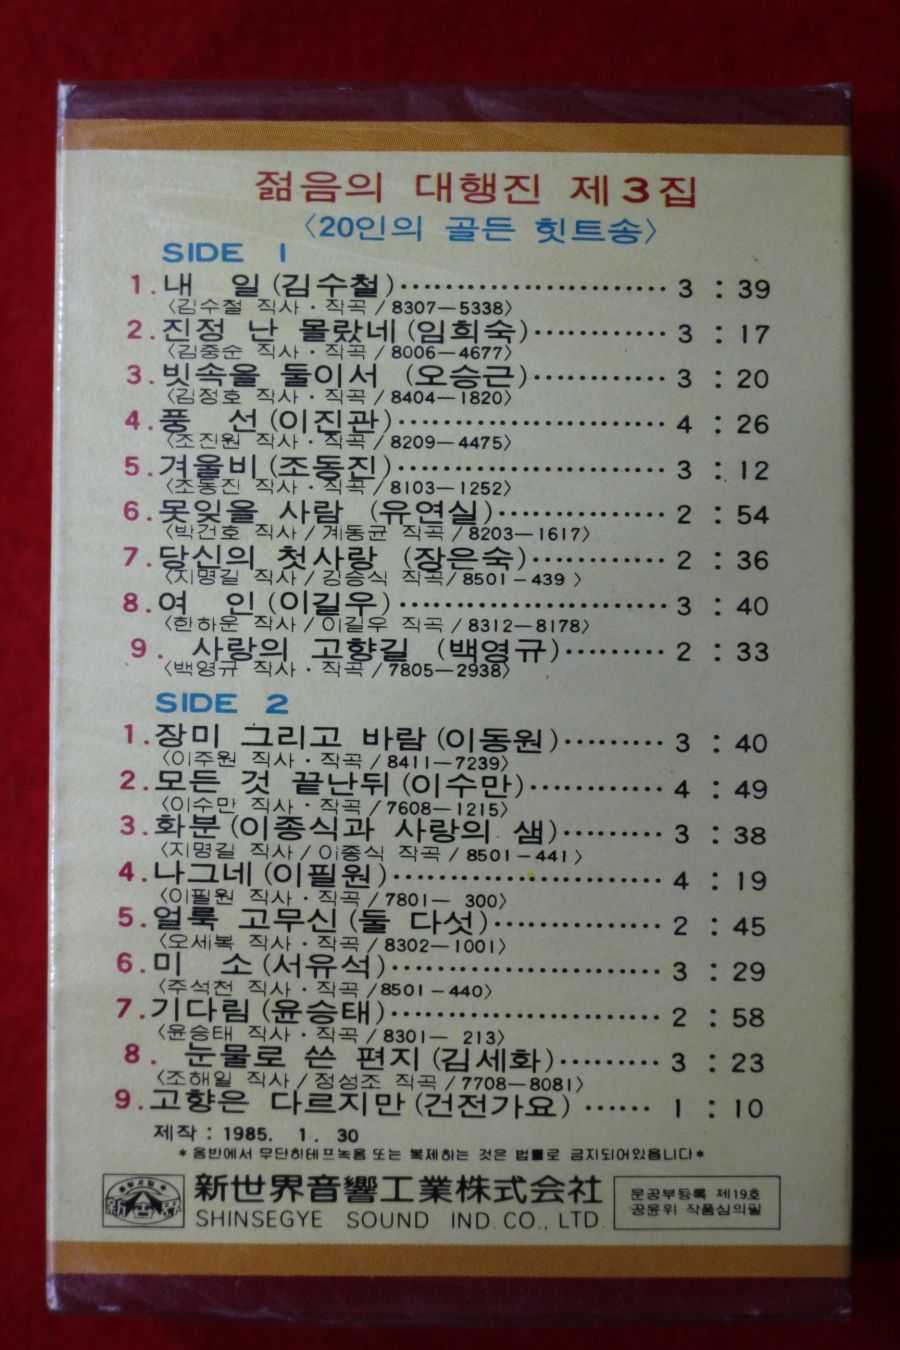 젊음의 대행진 제3집
〈20인의 골든 힛트송〉
SIDE 1
1. 내 일 (김수철) 3 : 39
〈김수철 직사·작곡/8307-5338〉
2. 진정 난 몰랐네 (임희숙) 3 : 17
〈김중순 직사·작곡/8006-4677〉
3. 빗속을 둘이서 (오승근) 3 : 20
〈김정호 직사·작곡/8404-1820〉
4. 풍 선 (이진관) 4 : 26
〈조진원 직사·작곡/8209-4475〉
5. 겨울비 (조동진) 3 : 12
〈조동진 직사·작곡/8103-1252〉
6. 못잊을 사람 (유연실) 2 : 54
〈박건호 직사/계동균 작곡/8203-1617〉
7. 당신의 첫사랑 (장은숙) 2 : 36
〈지명길 직사/김승식 작곡/8501-439 〉
8. 여 인 (이길우) 3 : 40
〈한하운 작사/이길우 작곡/8312-8178〉
9. 사랑의 고향길 (백영규) 2 : 33
〈백영규 직사·작곡/7805-2938〉
SIDE 2
1. 장미 그리고 바람 (이동원) 3 : 40
〈이주원 직사·작곡/8411-7239〉
2. 모든 것 끝난뒤 (이수만) 4 : 49
〈이수만 직사·작곡/7608-1215〉
3. 화분 (이종식과 사랑의 샘) 3 : 38
〈지명길 직사/이종식 작곡/8501-441〉
4. 나그네 (이필원) 4 : 19
〈이필원 직사·작곡/7801- 300〉
5. 얼룩 고무신 (둘 다섯) 2 : 45
〈오세복 직사·작곡/8302-1001〉
6. 미 소 (서유석) 3 : 29
〈주석천 직사·작곡/8501-440〉
7. 기다림 (윤승태) 2 : 58
〈윤승태 직사·작곡/8301- 213〉
8. 눈물로 쓴 편지 (김세화) 3 : 23
〈조해일 직사/정성조 작곡/7708-8081〉
9. 고향은 다르지만 (건전가요) 1 : 10
제작 : 1985. 1. 30
*음반에서 무단히테프녹음 또는 복제하는 것은 법률로 금지되어있읍니다*
新世界音響工業株式会社
SHINSEGYE SOUND IND. CO., LTD.
문공부등록 제19호
공윤위 작품심의필